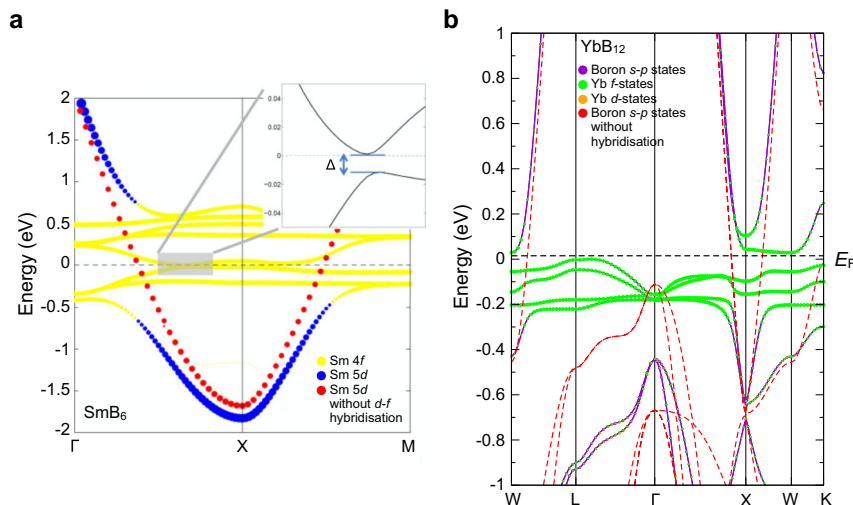 a
2
1.5
1
0.5
0
-0.5
-1
-1.5
-2
Energy (eV)
Γ
X
M
SmB6
Sm 4f
Sm 5d
Sm 5d
without d-f
hybridisation
0.04
0.02
0
−0.02
−0.04
Δ
b
1
0.8
0.6
0.4
0.2
0
-0.2
-0.4
-0.6
-0.8
-1
Energy (eV)
W
L
Γ
X
W
K
YbB12
Boron s-p states
Yb f-states
Yb d-states
Boron s-p states
without
hybridisation
EF